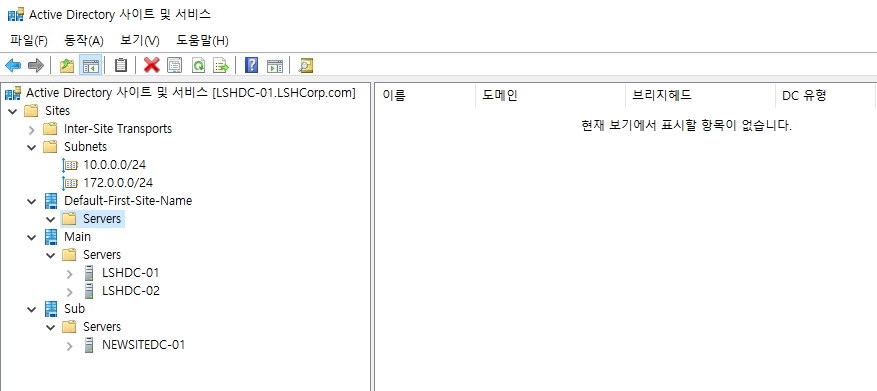 Active Directory 사이트 및 서비스
파일(F) 동작(A) 보기(V) 도움말(H)
Active Directory 사이트 및 서비스 [LSHDC-01.LSHCorp.com]
Sites
Inter-Site Transports
Subnets
10.0.0.0/24
172.0.0.0/24
Default-First-Site-Name
Servers
Main
Servers
LSHDC-01
LSHDC-02
Sub
Servers
NEWSITEDC-01
이름 도메인 브리지헤드 DC 유형
현재 보기에서 표시할 항목이 없습니다.